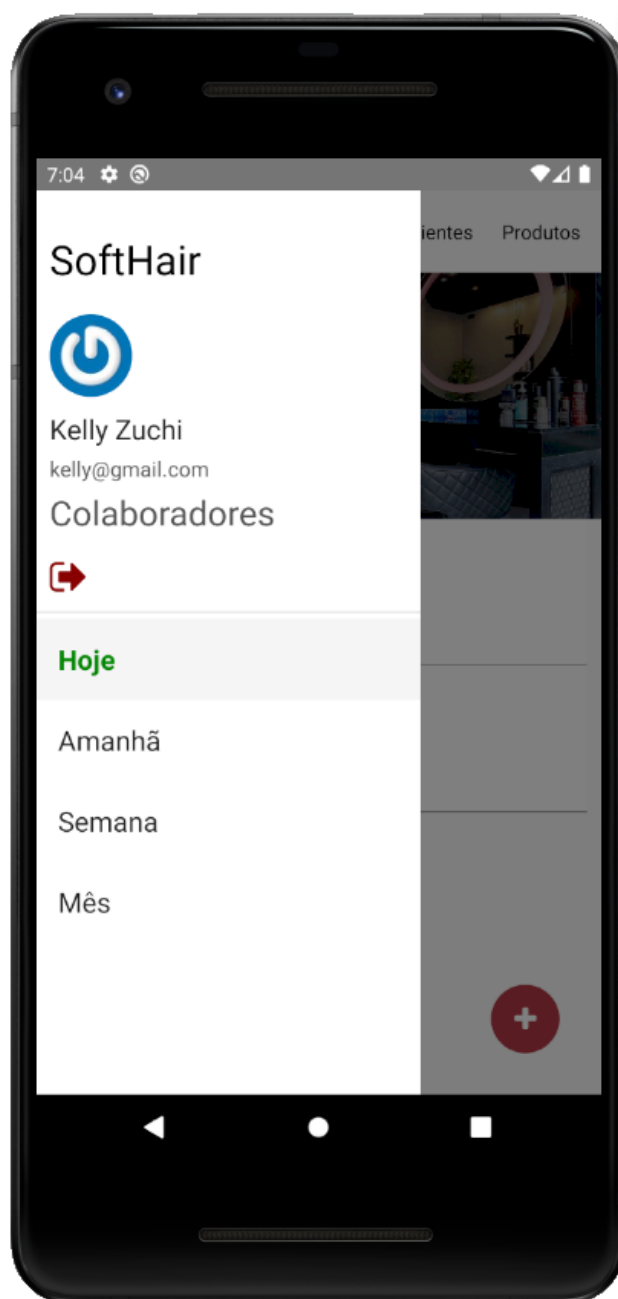 7:04
SoftHair
ientes Produtos
Kelly Zuchi
kelly@gmail.com
Colaboradores
Hoje
Amanhã
Semana
Mês